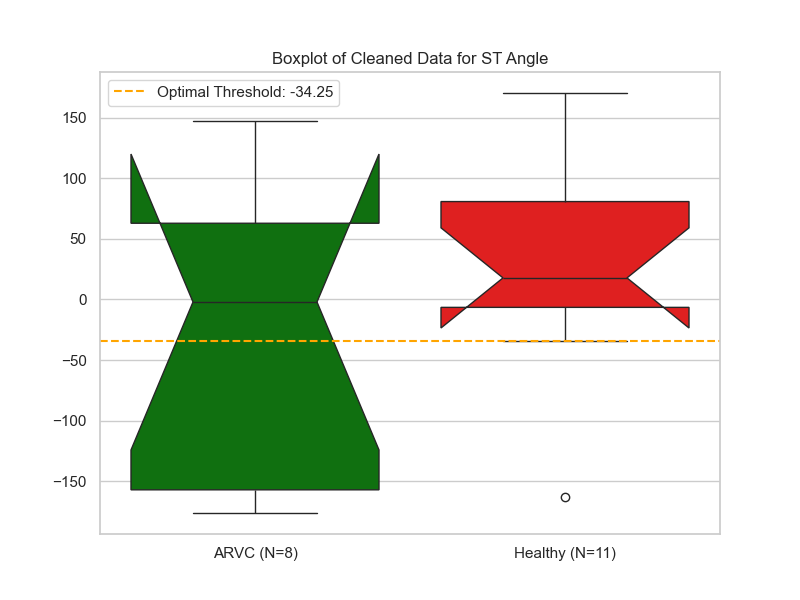 Boxplot of Cleaned Data for ST Angle
Optimal Threshold: -34.25
150
100
50
0
−50
−100
−150
ARVC (N=8)
Healthy (N=11)